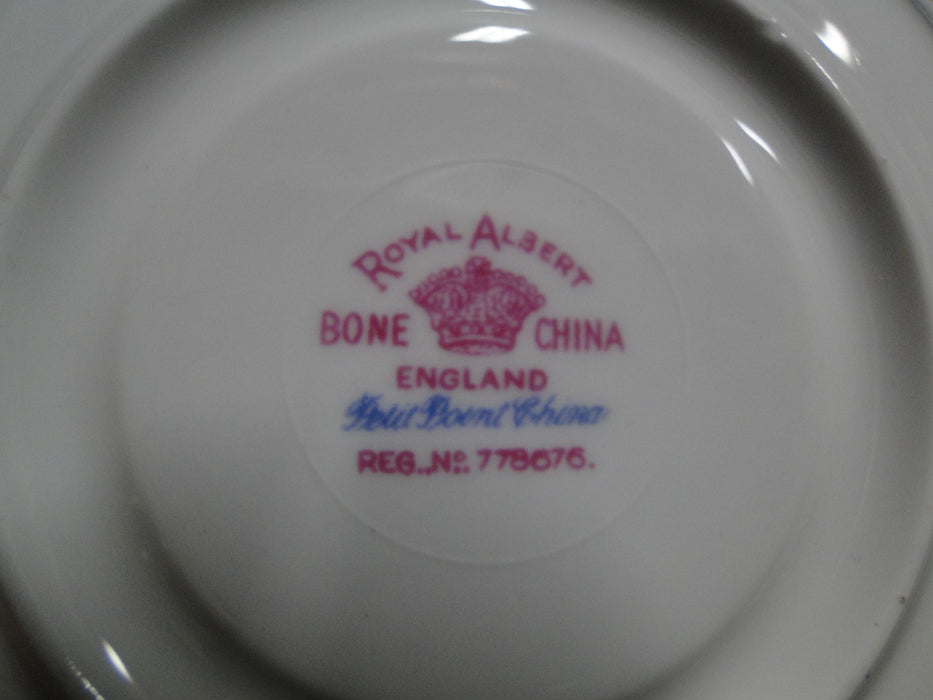 ROYAL ALBERT
BONE CHINA
ENGLAND
Petit Point China
REG. Nº. 778676.